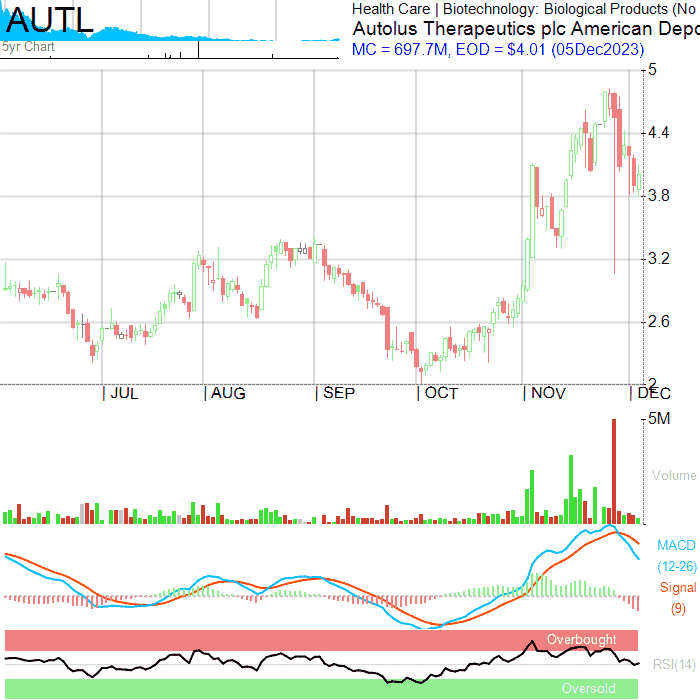 AUTL
5yr Chart
Health Care | Biotechnology: Biological Products (No
Autolus Therapeutics plc American Depo
MC = 697.7M, EOD = $4.01 (05Dec2023)
5
4.4
3.8
3.2
2.6
2
JUL AUG SEP OCT NOV DEC
5M
Volume
MACD
(12-26)
Signal
(9)
Overbought
RSI(14)
Oversold